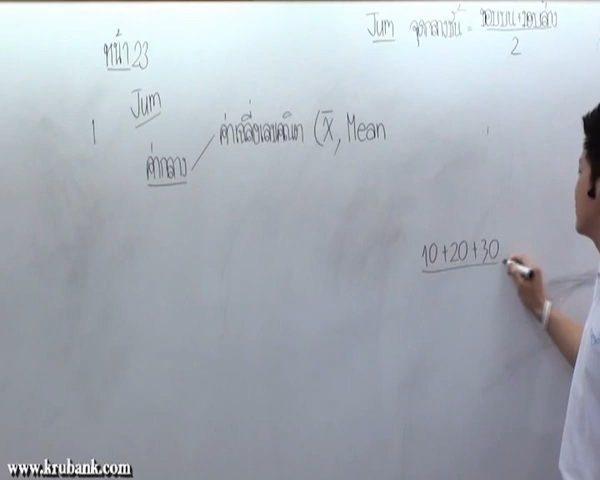 หน้า 23
Jum จุดกลางชั้น = ขอบบน+ขอบล่าง
2
Jum
1
ค่ากลาง ค่าเฉลี่ยเลขคณิต (X̄, Mean
10+20+30
www.krubank.com